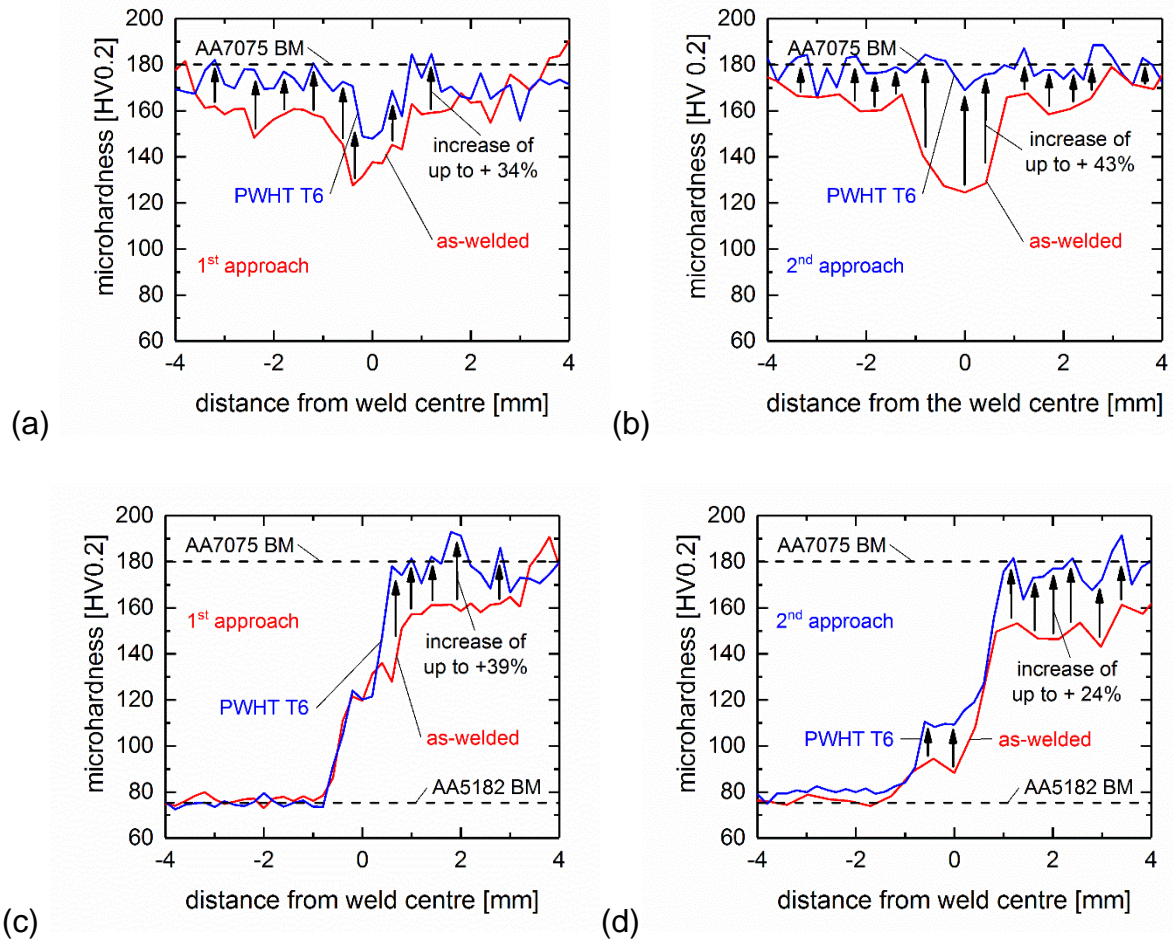 microhardness [HV0.2]
200
180
160
140
120
100
80
60
AA7075 BM
increase of
up to + 34%
PWHT T6
as-welded
1st approach
-4
-2
0
2
4
distance from weld centre [mm]
(a)
microhardness [HV 0.2]
200
180
160
140
120
100
80
60
AA7075 BM
increase of
up to + 43%
PWHT T6
as-welded
2nd approach
-4
-2
0
2
4
distance from the weld centre [mm]
(b)
microhardness [HV0.2]
200
180
160
140
120
100
80
60
AA7075 BM
1st approach
increase of
up to +39%
PWHT T6
as-welded
AA5182 BM
-4
-2
0
2
4
distance from weld centre [mm]
(c)
microhardness [HV0.2]
200
180
160
140
120
100
80
60
AA7075 BM
2nd approach
increase of
up to + 24%
PWHT T6
as-welded
AA5182 BM
-4
-2
0
2
4
distance from weld centre [mm]
(d)